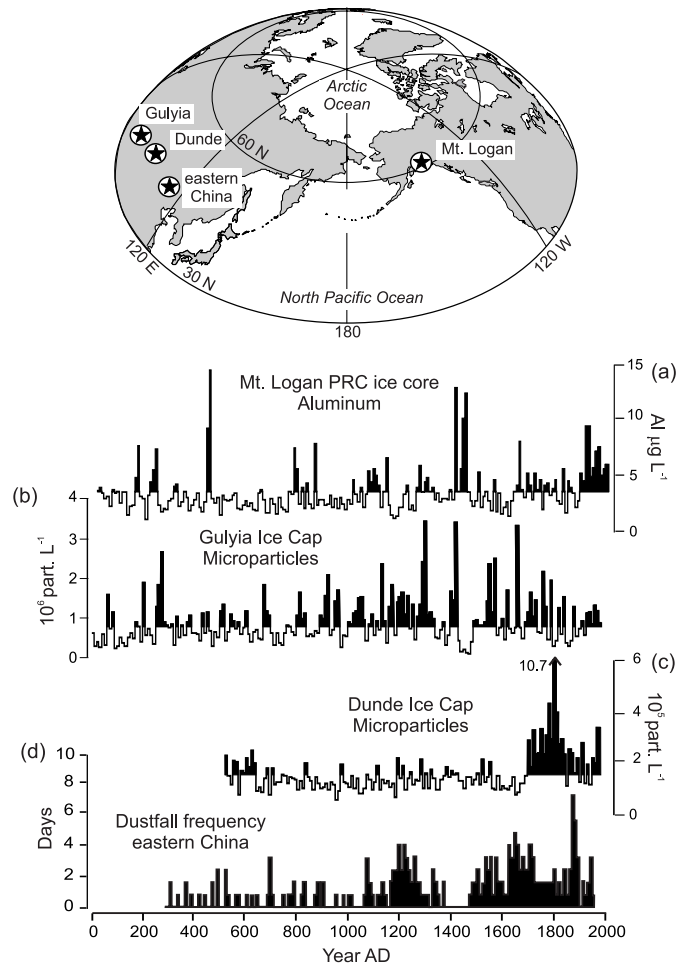 Arctic
Ocean
Gulyia
Dunde
60 N
Mt. Logan
eastern
China
120 E
30 N
120 W
North Pacific Ocean
180
(a)
Mt. Logan PRC ice core
Aluminum
15
10
5
0
Al µg L-1
(b)
Gulyia Ice Cap
Microparticles
4
3
2
1
0
10^6 part. L-1
(c)
Dunde Ice Cap
Microparticles
10.7
6
4
2
0
10^5 part. L-1
(d)
Dustfall frequency
eastern China
10
8
6
4
2
0
Days
0 200 400 600 800 1000 1200 1400 1600 1800 2000
Year AD